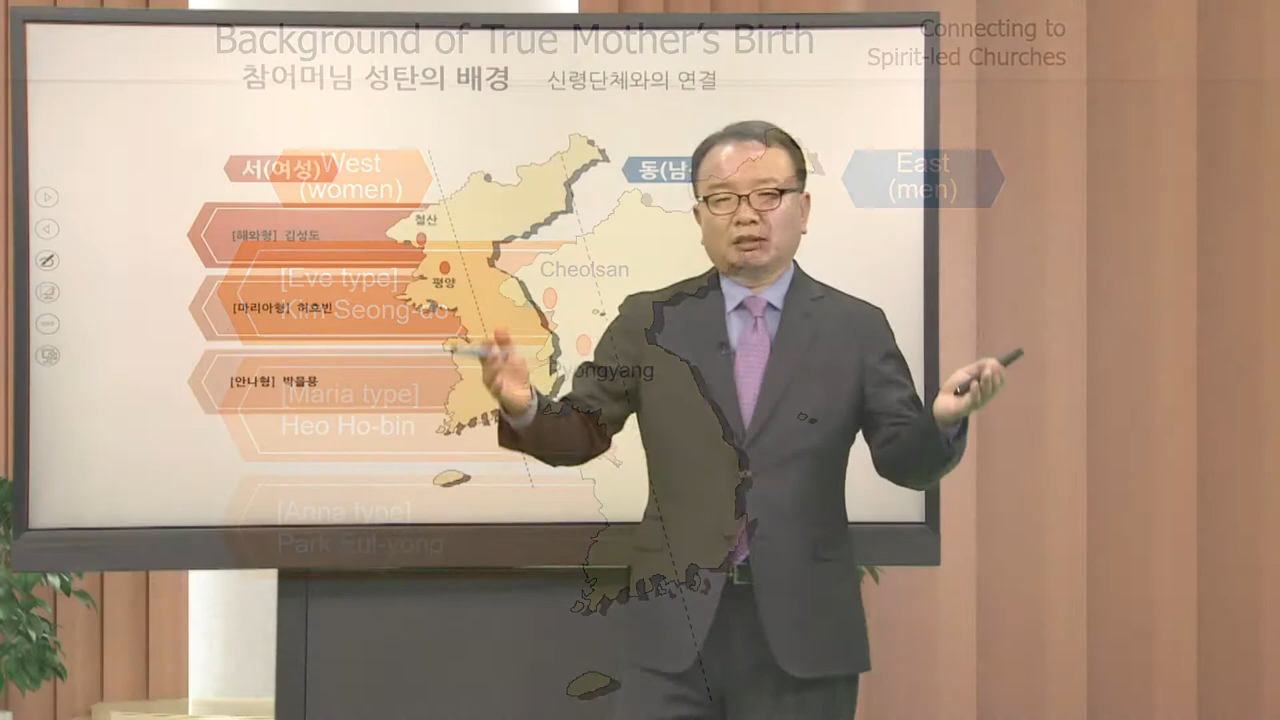 Background of True Mother's Birth
Connecting to
Spirit-led Churches
참어머님 성탄의 배경 신령단체와의 연결
서(여성)
West
(women)
동(남
East
(men)
철산
[해와형] 김성도
Cheolsan
[Eve type]
Kim Seong-do
평양
[마리아형] 허호빈
Pyongyang
[안나형] 박을룡
[Maria type]
Heo Ho-bin
[Anna type]
Park Eul-yong